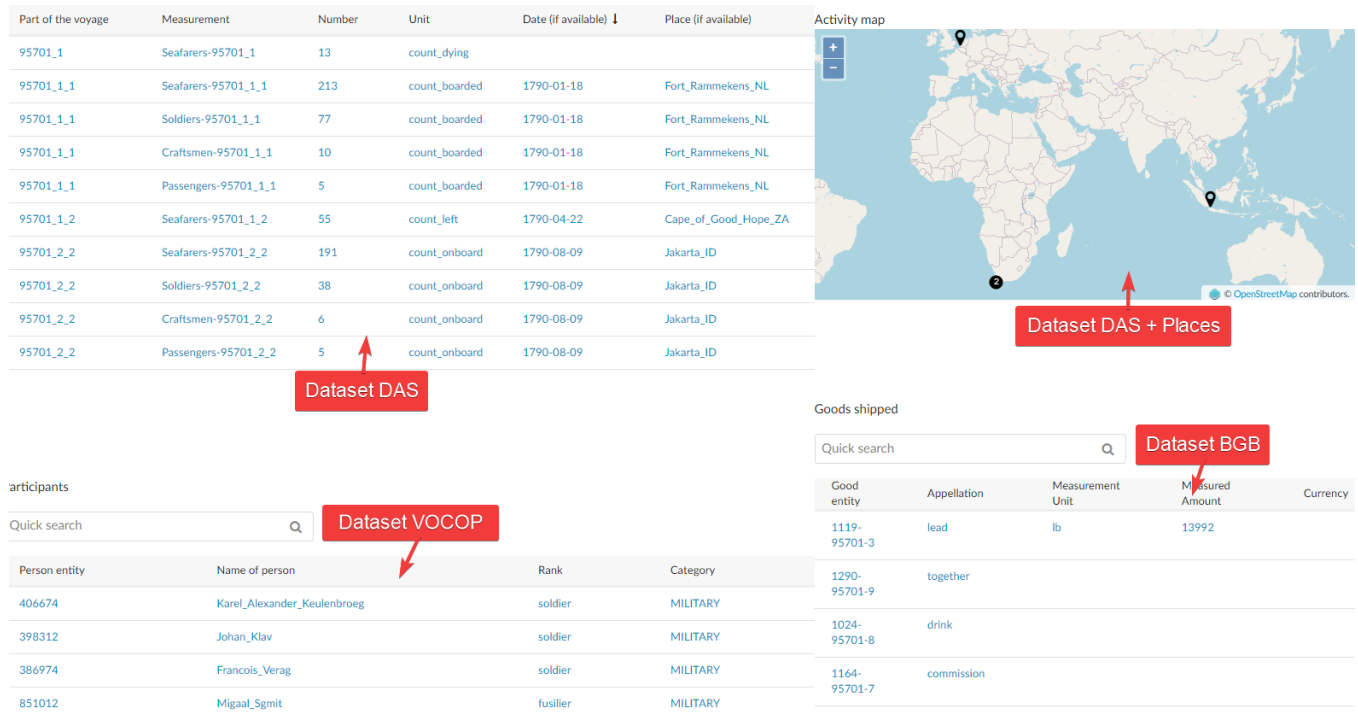 Part of the voyage Measurement Number Unit Date (if available) ↓ Place (if available)
95701_1 Seafarers-95701_1 13 count_dying
95701_1_1 Seafarers-95701_1_1 213 count_boarded 1790-01-18 Fort_Rammekens_NL
95701_1_1 Soldiers-95701_1_1 77 count_boarded 1790-01-18 Fort_Rammekens_NL
95701_1_1 Craftsmen-95701_1_1 10 count_boarded 1790-01-18 Fort_Rammekens_NL
95701_1_1 Passengers-95701_1_1 5 count_boarded 1790-01-18 Fort_Rammekens_NL
95701_1_2 Seafarers-95701_1_2 55 count_left 1790-04-22 Cape_of_Good_Hope_ZA
95701_2_2 Seafarers-95701_2_2 191 count_onboard 1790-08-09 Jakarta_ID
95701_2_2 Soldiers-95701_2_2 38 count_onboard 1790-08-09 Jakarta_ID
95701_2_2 Craftsmen-95701_2_2 6 count_onboard 1790-08-09 Jakarta_ID
95701_2_2 Passengers-95701_2_2 5 count_onboard 1790-08-09 Jakarta_ID
Dataset DAS
Activity map
+
−
2
© OpenStreetMap contributors.
Dataset DAS + Places
articipants
Quick search
Dataset VOCOP
Person entity Name of person Rank Category
406674 Karel_Alexander_Keulenbroeg soldier MILITARY
398312 Johan_Klav soldier MILITARY
386974 Francois_Verag soldier MILITARY
851012 Migaal_Sgmit fusilier MILITARY
Goods shipped
Quick search
Dataset BGB
Good entity Appellation Measurement Unit Measured Amount Currency
1119-95701-3 lead lb 13992
1290-95701-9 together
1024-95701-8 drink
1164-95701-7 commission